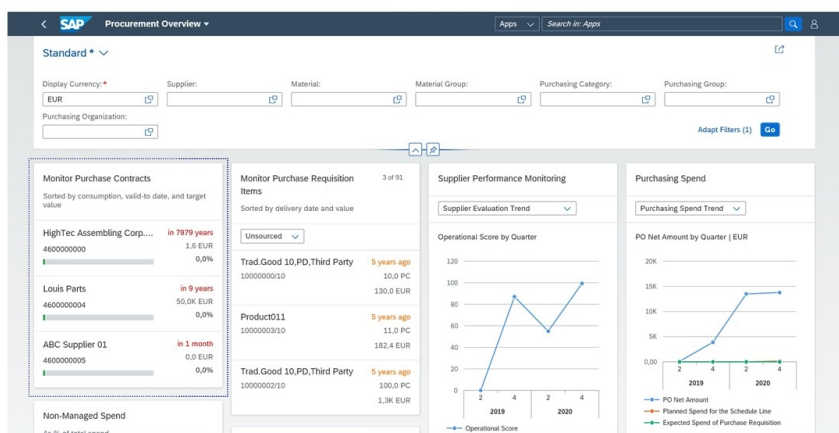 SAP
Procurement Overview
Apps
Search in: Apps
Standard *
Display Currency:*
Supplier:
Material:
Material Group:
Purchasing Category:
Purchasing Group:
EUR
Purchasing Organization:
Adapt Filters (1)
Go
Monitor Purchase Contracts
Sorted by consumption, valid-to date, and target
value
HighTec Assembling Corp....
in 7979 years
4600000000
1,6 EUR
0,0%
Louis Parts
in 9 years
4600000004
50,0K EUR
0,0%
ABC Supplier 01
in 1 month
4600000005
0,0 EUR
0,0%
Non-Managed Spend
As % of total spend
Monitor Purchase Requisition
Items
3 of 91
Sorted by delivery date and value
Unsourced
Trad.Good 10,PD,Third Party
5 years ago
10000000/10
10,0 PC
130,0 EUR
Product011
5 years ago
10000003/10
11,0 PC
182,4 EUR
Trad.Good 10,PD,Third Party
5 years ago
10000002/10
100,0 PC
1,3K EUR
Supplier Performance Monitoring
Supplier Evaluation Trend
Operational Score by Quarter
120
100
80
60
40
20
0
2 4 2 4
2019 2020
Operational Score
Purchasing Spend
Purchasing Spend Trend
PO Net Amount by Quarter | EUR
20K
15K
10K
5K
0,00
2 4 2 4
2019 2020
PO Net Amount
Planned Spend for the Schedule Line
Expected Spend of Purchase Requisition